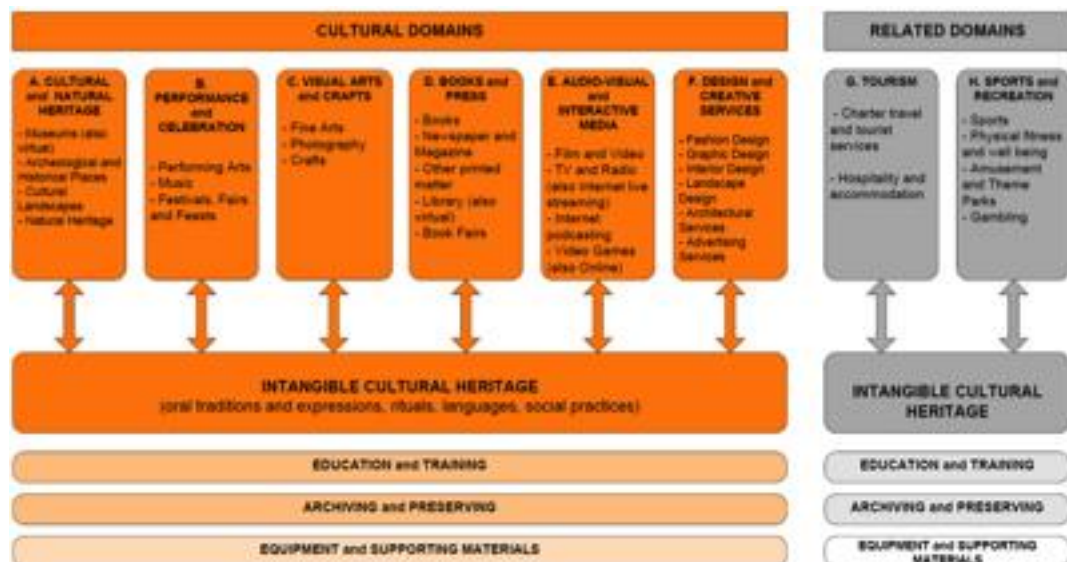 CULTURAL DOMAINS
RELATED DOMAINS
A. CULTURAL
and NATURAL
HERITAGE
- Museums (also
virtual)
- Archeological and
Historical Places
- Cultural
Landscapes
- Natural Heritage
B.
PERFORMANCE
and
CELEBRATION
- Performing Arts
- Music
- Festivals, Fairs
and Feasts
C. VISUAL ARTS
and CRAFTS
- Fine Arts
- Photography
- Crafts
D. BOOKS and
PRESS
- Books
- Newspaper and
Magazine
- Other printed
matter
- Library (also
virtual)
- Book Fairs
E. AUDIO-VISUAL
and
INTERACTIVE
MEDIA
- Film and Video
- TV and Radio
(also Internet live
streaming)
- Internet
podcasting
- Video Games
(also Online)
F. DESIGN and
CREATIVE
SERVICES
- Fashion Design
- Graphic Design
- Interior Design
- Landscape
Design
- Architectural
Services
- Advertising
Services
G. TOURISM
- Charter travel
and tourist
services
- Hospitality and
accommodation
H. SPORTS and
RECREATION
- Sports
- Physical fitness
and well being
- Amusement
and Theme
Parks
- Gambling
INTANGIBLE CULTURAL HERITAGE
(oral traditions and expressions, rituals, languages, social practices)
INTANGIBLE CULTURAL
HERITAGE
EDUCATION and TRAINING
EDUCATION and TRAINING
ARCHIVING and PRESERVING
ARCHIVING and PRESERVING
EQUIPMENT and SUPPORTING MATERIALS
EQUIPMENT and SUPPORTING
MATERIALS